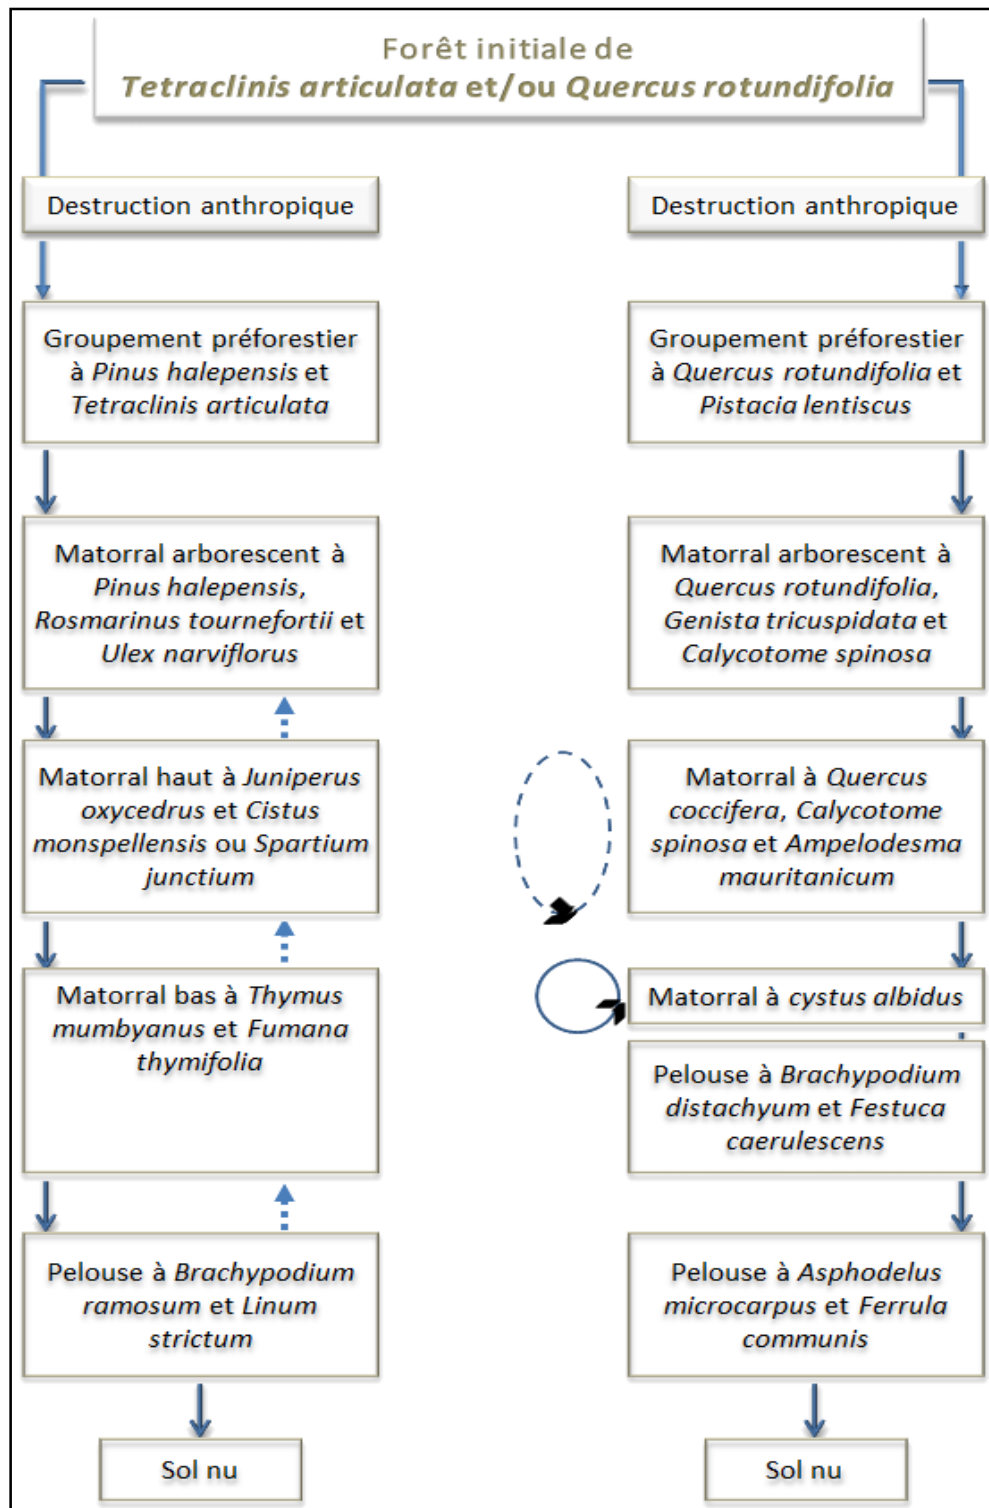 Forêt initiale de
Tetraclinis articulata et/ou Quercus rotundifolia
Destruction anthropique
Groupement préforestier
à Pinus halepensis et
Tetraclinis articulata
Matorral arborescent à
Pinus halepensis,
Rosmarinus tournefortii et
Ulex narviflorus
Matorral haut à Juniperus
oxycedrus et Cistus
monspellensis ou Spartium
junctium
Matorral bas à Thymus
mumbyanus et Fumana
thymifolia
Pelouse à Brachypodium
ramosum et Linum
strictum
Sol nu
Destruction anthropique
Groupement préforestier
à Quercus rotundifolia et
Pistacia lentiscus
Matorral arborescent à
Quercus rotundifolia,
Genista tricuspidata et
Calycotome spinosa
Matorral à Quercus
coccifera, Calycotome
spinosa et Ampelodesma
mauritanicum
Matorral à cystus albidus
Pelouse à Brachypodium
distachyum et Festuca
caerulescens
Pelouse à Asphodelus
microcarpus et Ferrula
communis
Sol nu